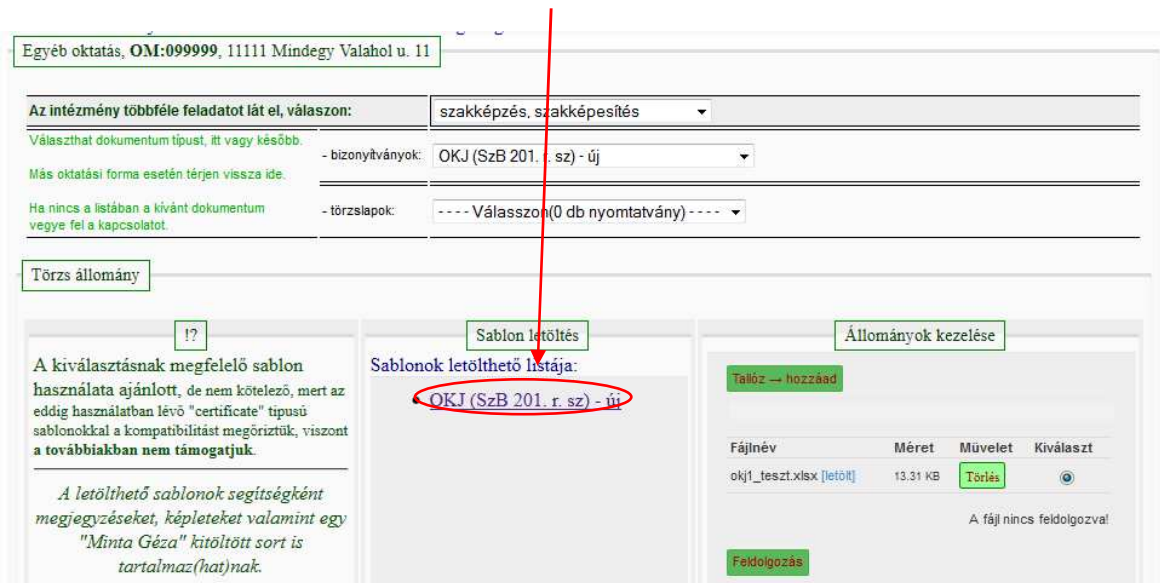 Egyéb oktatás, OM:099999, 11111 Mindegy Valahol u. 11
Az intézmény többféle feladatot lát el, válaszon:
szakképzés, szakképesítés
Választhat dokumentum típust, itt vagy később.
Más oktatási forma esetén térjen vissza ide.
Ha nincs a listában a kívánt dokumentum
vegye fel a kapcsolatot.
- bizonyítványok:
OKJ (SzB 201. r. sz) - új
- törzslapok:
- - - - Válasszon(0 db nyomtatvány) - - - -
Törzs állomány
!?
A kiválasztásnak megfelelő sablon
használata ajánlott, de nem kötelező, mert az
eddig használatban lévő "certificate" tipusú
sablonokkal a kompatibilitást megőriztük, viszont
a továbbiakban nem támogatjuk.
A letölthető sablonok segítségként
megjegyzéseket, képleteket valamint egy
"Minta Géza" kitöltött sort is
tartalmaz(hat)nak.
Sablon letöltés
Sablonok letölthető listája:
OKJ (SzB 201. r. sz) - új
Állományok kezelése
Tallóz → hozzáad
Fájlnév Méret Müvelet Kiválaszt
okj1_teszt.xlsx [letölt] 13.31 KB Törlés
A fájl nincs feldolgozva!
Feldolgozás